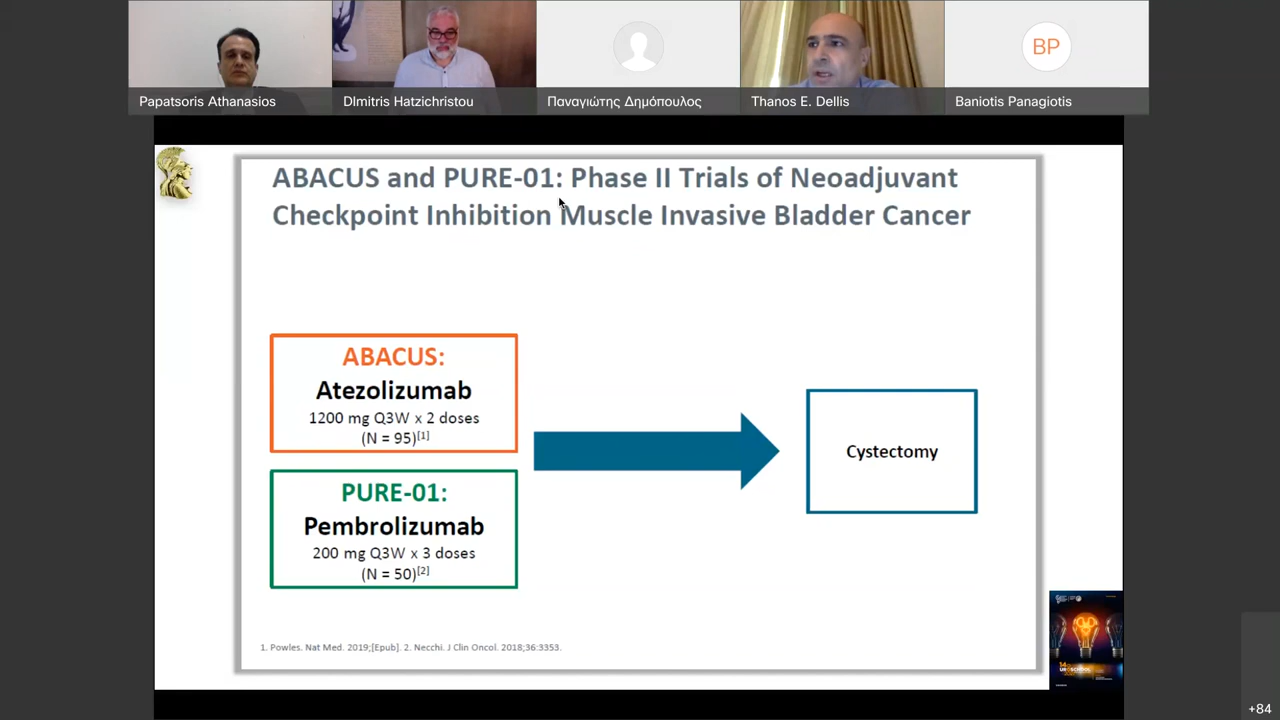 BP
Papatsoris Athanasios
DImitris Hatzichristou
Παναγιώτης Δημόπουλος
Thanos E. Dellis
Baniotis Panagiotis
ABACUS and PURE-01: Phase II Trials of Neoadjuvant
Checkpoint Inhibition Muscle Invasive Bladder Cancer
ABACUS:
Atezolizumab
1200 mg Q3W x 2 doses
(N = 95)[1]
Cystectomy
PURE-01:
Pembrolizumab
200 mg Q3W x 3 doses
(N = 50)[2]
1. Powles. Nat Med. 2019;[Epub]. 2. Necchi. J Clin Oncol. 2018;36:3353.
+84